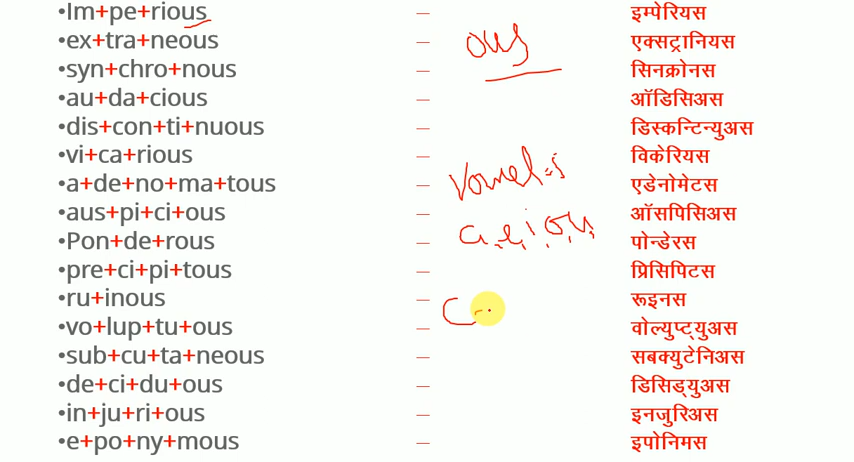 •Im+pe+rious — इम्पेरियस
•ex+tra+neous — एक्सट्रानियस
ous
•syn+chro+nous — सिनक्रोनस
•au+da+cious — ऑडिसिअस
•dis+con+ti+nuous — डिस्कन्टिन्युअस
•vi+ca+rious — विकेरियस
Vowel=s
•a+de+no+ma+tous — एडेनोमेटस
•aus+pi+ci+ous — ऑसपिसिअस
a,e,i,o,u,
•Pon+de+rous — पोन्डेरस
•pre+ci+pi+tous — प्रिसिपिटस
•ru+inous — रूइनस
C
•vo+lup+tu+ous — वोल्युप्ट्युअस
•sub+cu+ta+neous — सबक्युटेनिअस
•de+ci+du+ous — डिसिड्युअस
•in+ju+ri+ous — इनजुरिअस
•e+po+ny+mous — इपोनिमस